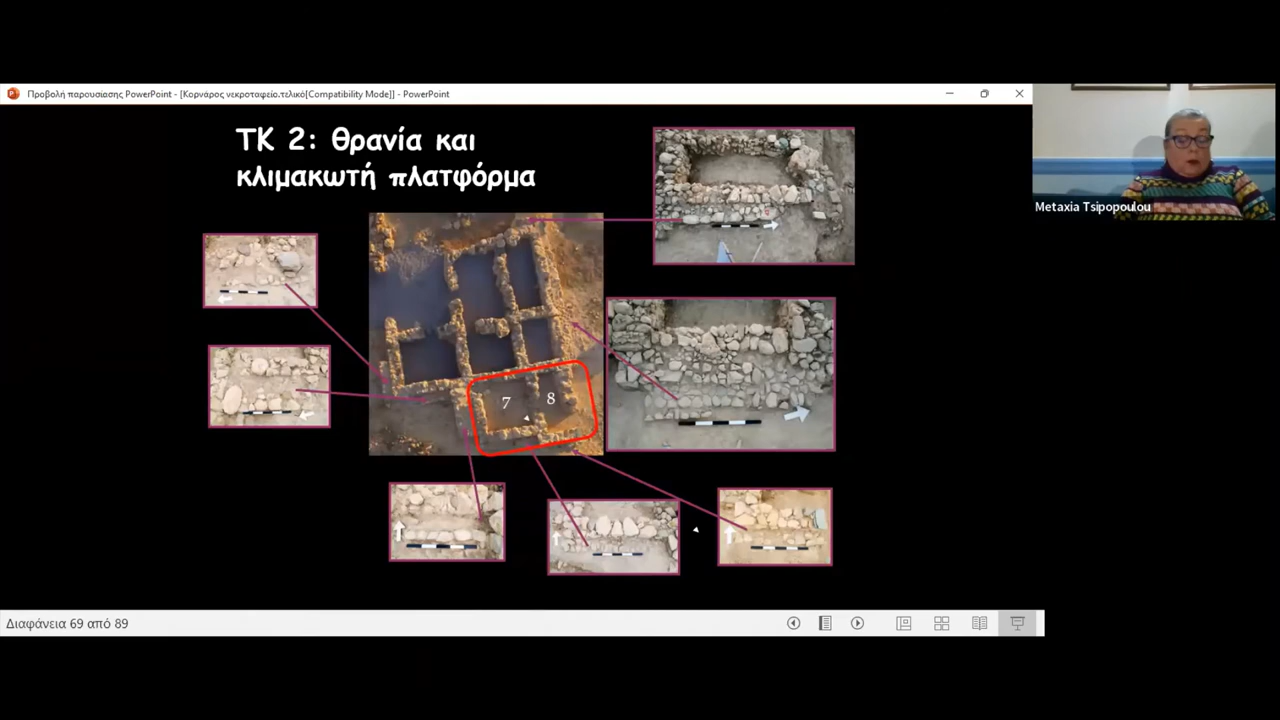 Προβολή παρουσίασης PowerPoint - [Κορνάρος νεκροταφείο.τελικό[Compatibility Mode]] - PowerPoint
ΤΚ 2: θρανία και
κλιμακωτή πλατφόρμα
Metaxia Tsipopoulou
7
8
Διαφάνεια 69 από 89